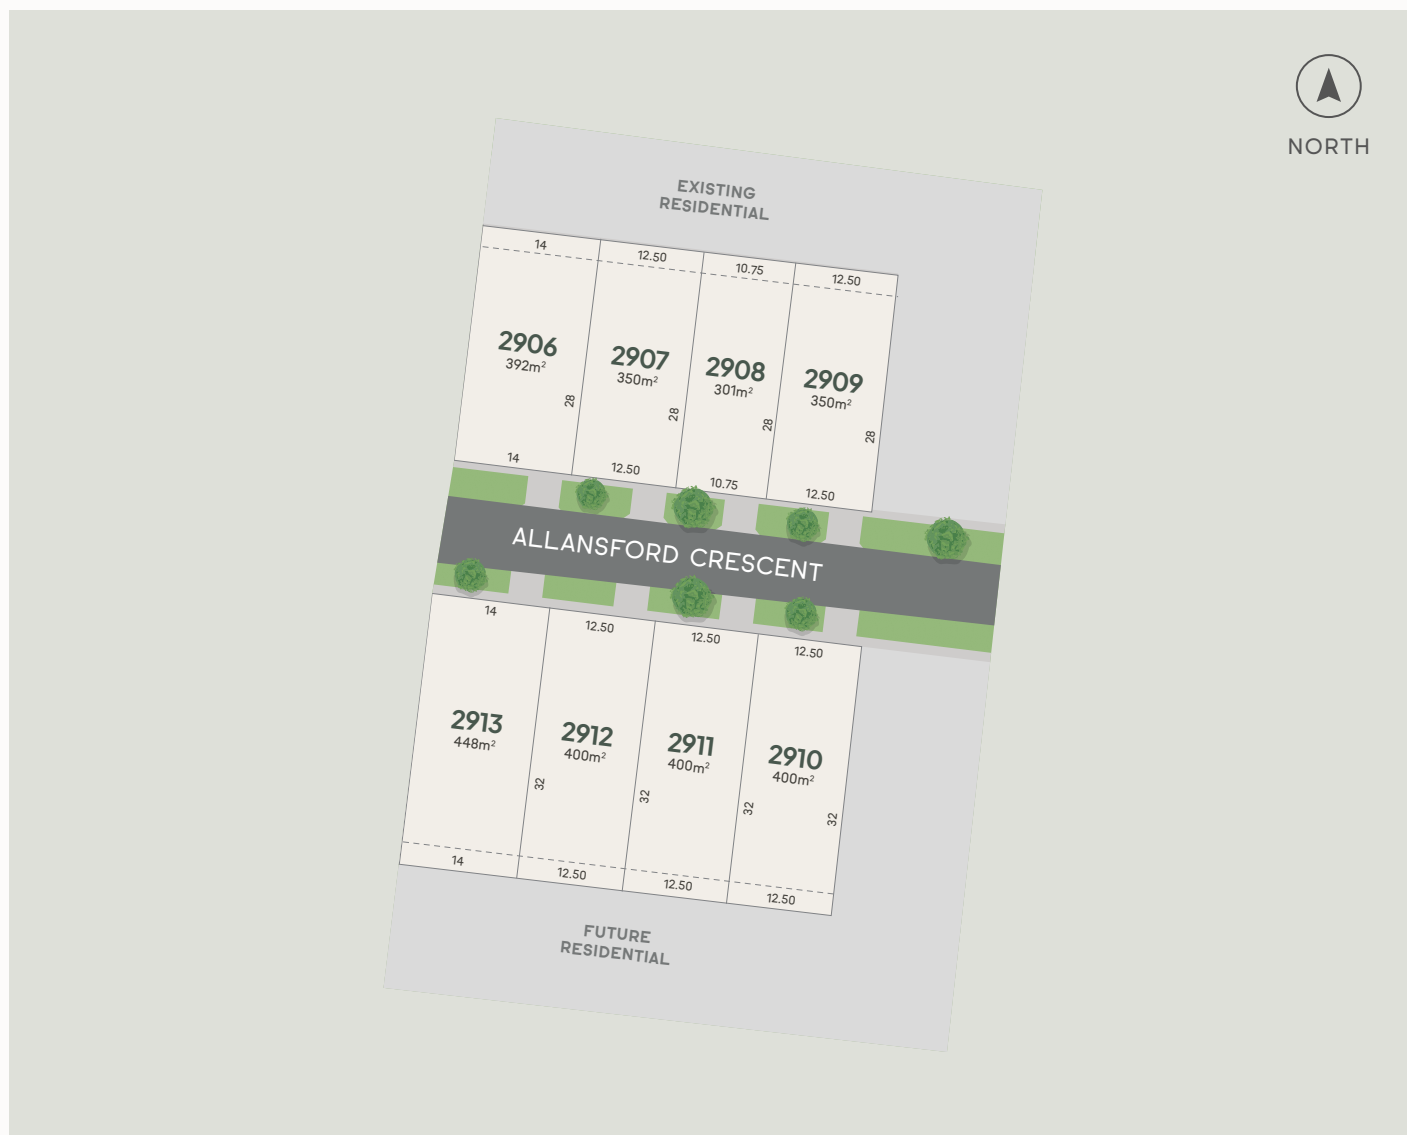 NORTH
EXISTING
RESIDENTIAL
14
12.50
10.75
12.50
2906
392m²
28
2907
350m²
28
2908
301m²
28
2909
350m²
28
14
12.50
10.75
12.50
ALLANSFORD CRESCENT
14
12.50
12.50
12.50
2913
448m²
32
2912
400m²
32
2911
400m²
32
2910
400m²
32
14
12.50
12.50
12.50
FUTURE
RESIDENTIAL